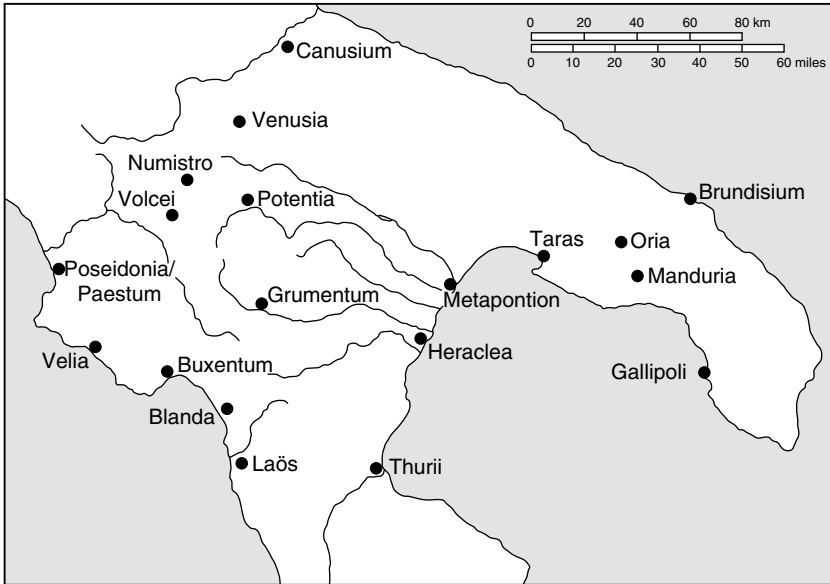 0 20 40 60 80 km
0 10 20 30 40 50 60 miles
Canusium
Venusia
Numistro
Volcei
Potentia
Brundisium
Taras
Oria
Poseidonia/
Paestum
Manduria
Grumentum
Metapontion
Heraclea
Velia
Buxentum
Gallipoli
Blanda
Laös
Thurii